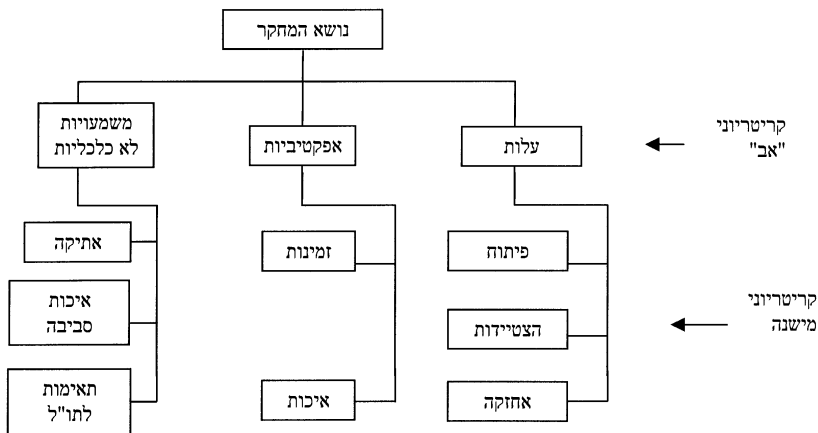 נושא המחקר
קריטריוני
"אב"
עלות
אפקטיביות
משמעויות
לא כלכליות
פיתוח
זמינות
אתיקה
קריטריוני
מישנה
הצטיידות
איכות
סביבה
אחזקה
איכות
תאימות
לתו"ל